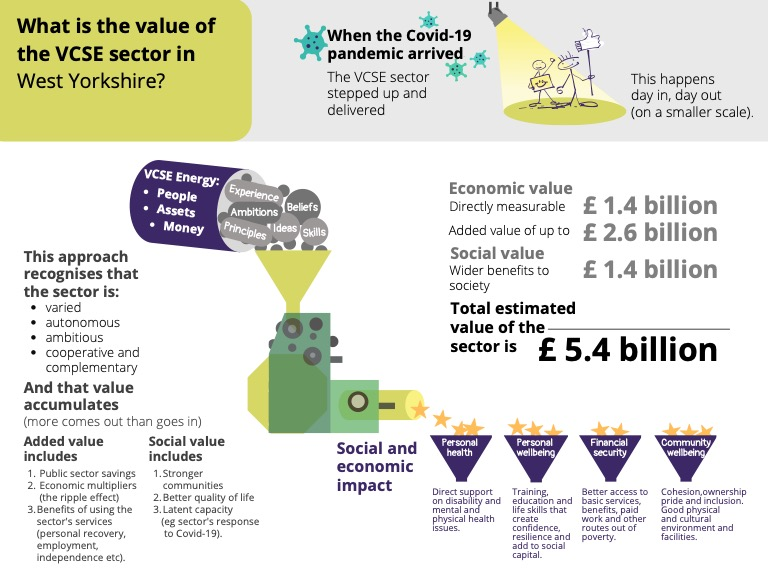 What is the value of
the VCSE sector in
West Yorkshire?
When the Covid-19
pandemic arrived
The VCSE sector
stepped up and
delivered
This happens
day in, day out
(on a smaller scale).
VCSE Energy:
• People
• Assets
• Money
Experience
Ambitions
Beliefs
Principles
Ideas
Skills
This approach
recognises that
the sector is:
• varied
• autonomous
• ambitious
• cooperative and
complementary
And that value
accumulates
(more comes out than goes in)
Added value
includes
1. Public sector savings
2. Economic multipliers
(the ripple effect)
3. Benefits of using the
sector's services
(personal recovery,
employment,
independence etc).
Social value
includes
1. Stronger
communities
2. Better quality of life
3. Latent capacity
(eg sector's response
to Covid-19).
Economic value
Directly measurable £ 1.4 billion
Added value of up to £ 2.6 billion
Social value
Wider benefits to £ 1.4 billion
society
Total estimated
value of the
sector is £ 5.4 billion
Social and
economic
impact
Personal
health
Direct support
on disability and
mental and
physical health
issues.
Personal
wellbeing
Training,
education and
life skills that
create
confidence,
resilience and
add to social
capital.
Financial
security
Better access to
basic services,
benefits, paid
work and other
routes out of
poverty.
Community
wellbeing
Cohesion,ownership
pride and inclusion.
Good physical
and cultural
environment and
facilities.